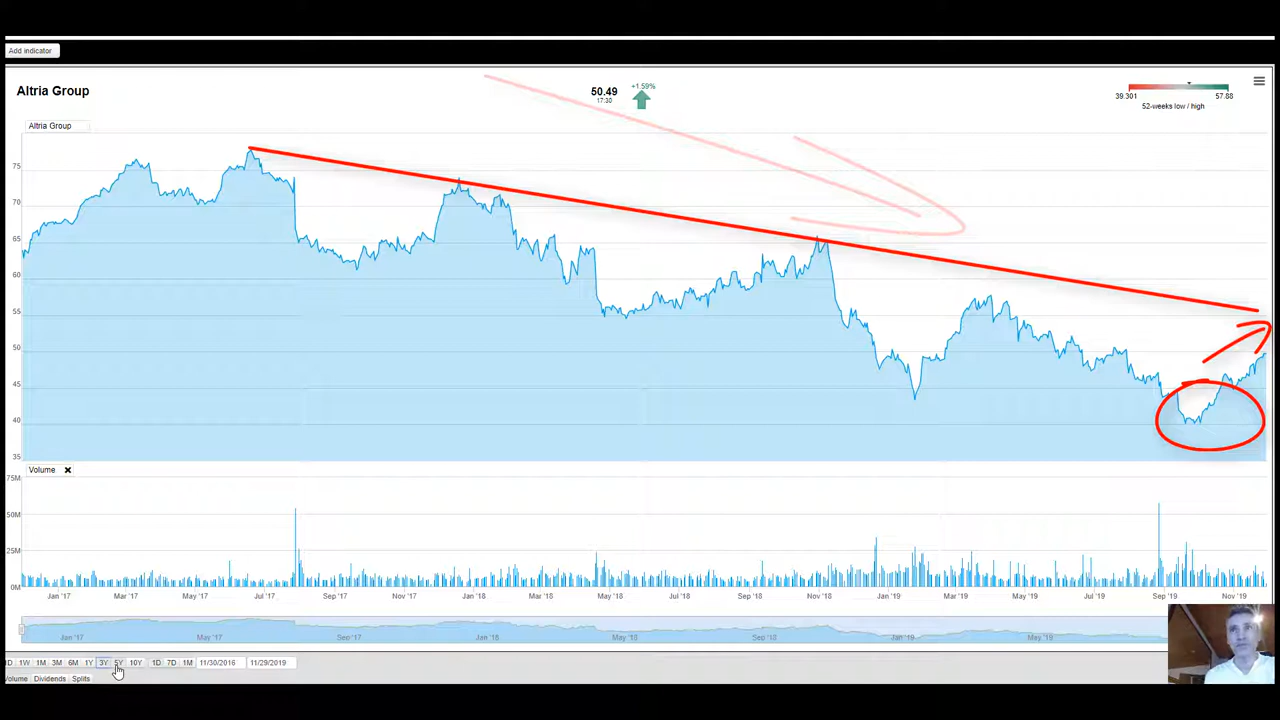 Add indicator
Altria Group
50.49
17:30
+1.59%
39.301
57.88
52-weeks low / high
Altria Group
75
70
65
60
55
50
45
40
35
Volume ✖
75M
50M
25M
0M
Jan '17 Mar '17 May '17 Jul '17 Sep '17 Nov '17 Jan '18 Mar '18 May '18 Jul '18 Sep '18 Nov '18 Jan '19 Mar '19 May '19 Jul '19 Sep '19 Nov '19
Jan '17 May '17 Sep '17 Jan '18 May '18 Sep '18 Jan '19 May '19
1D 1W 1M 3M 6M 1Y 3Y 5Y 10Y 1D 7D 1M 11/30/2016 11/29/2019
Volume Dividends Splits